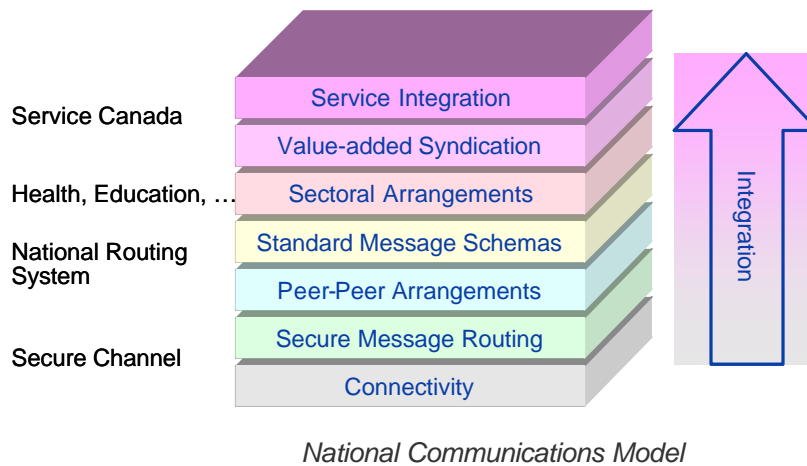 Service Canada
Health, Education, …
National Routing
System
Secure Channel
Service Integration
Value-added Syndication
Sectoral Arrangements
Standard Message Schemas
Peer-Peer Arrangements
Secure Message Routing
Connectivity
Integration
National Communications Model